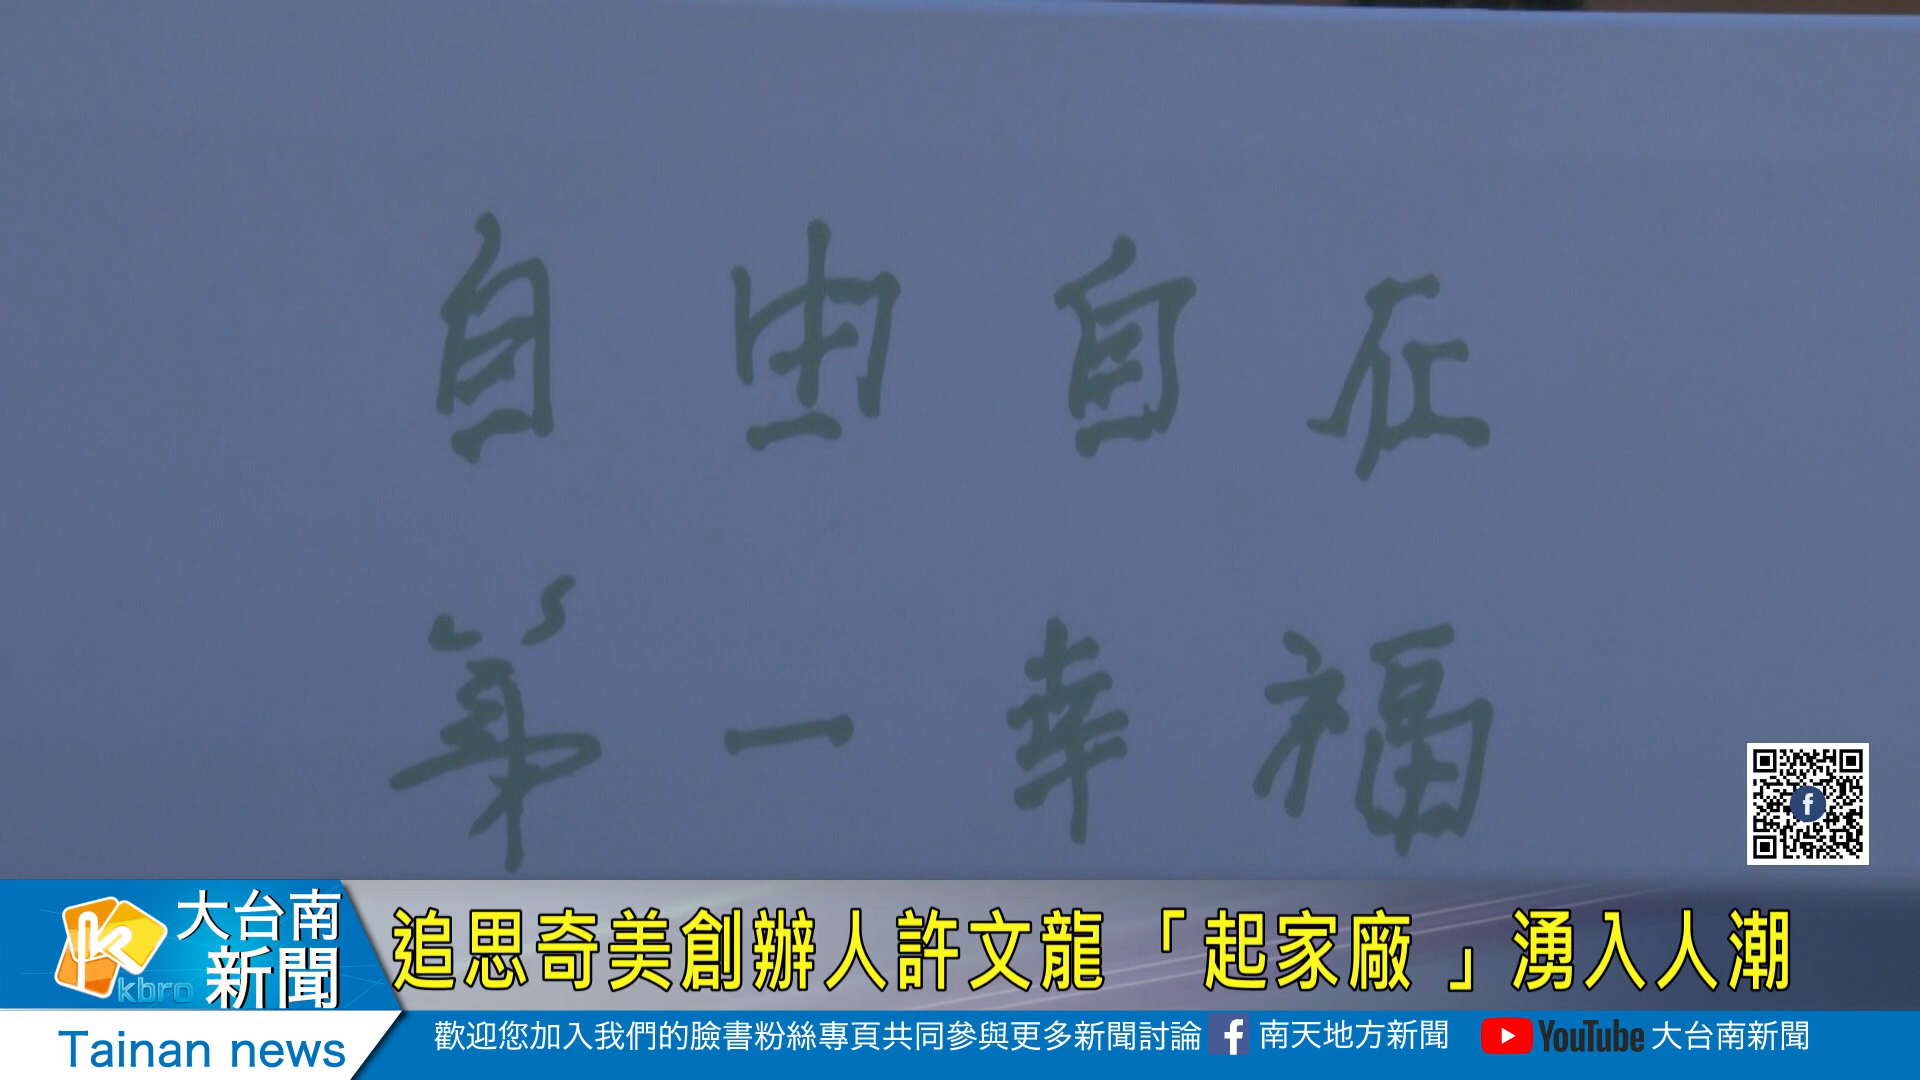 自由自在
第一幸福
大台南
新聞
kbro
追思奇美創辦人許文龍「起家廠」湧入人潮
Tainan news
歡迎您加入我們的臉書粉絲專頁共同參與更多新聞討論 f 南天地方新聞 YouTube 大台南新聞